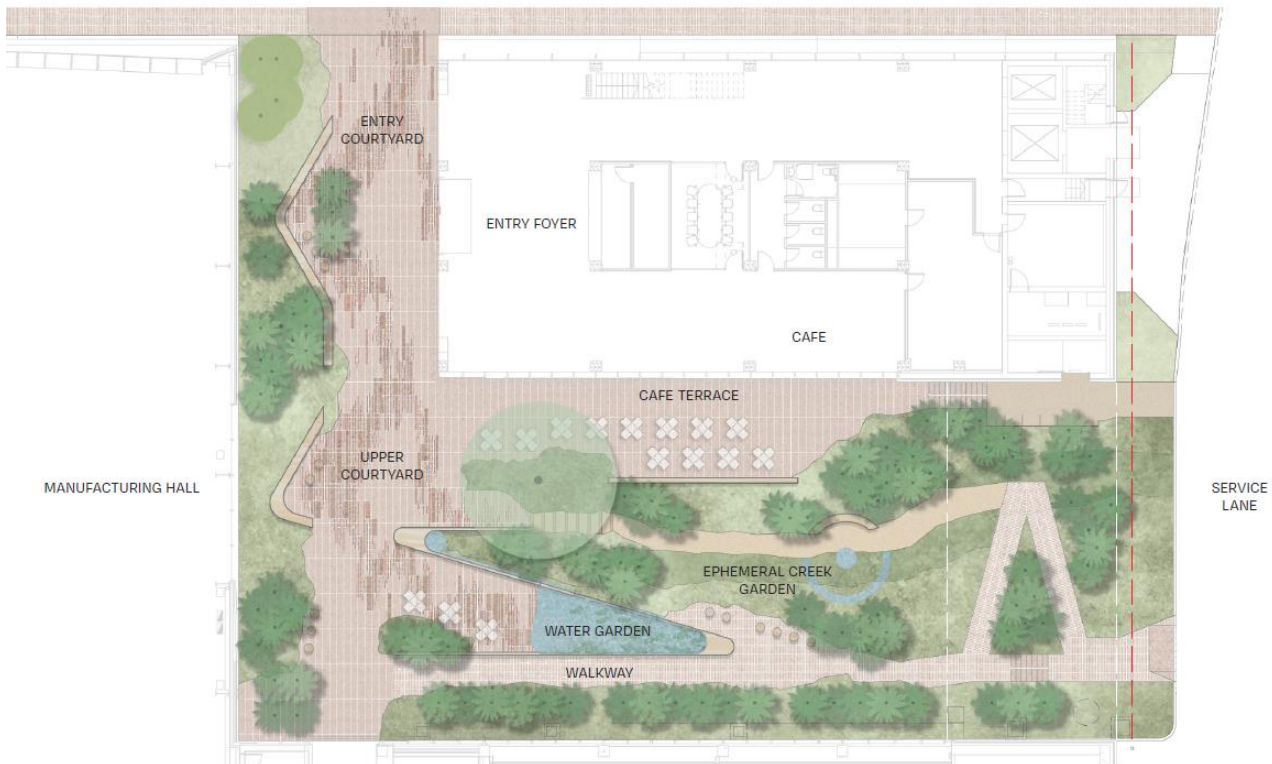 ENTRY
COURTYARD
ENTRY FOYER
CAFE
CAFE TERRACE
UPPER
COURTYARD
MANUFACTURING HALL
SERVICE
LANE
EPHEMERAL CREEK
GARDEN
WATER GARDEN
WALKWAY